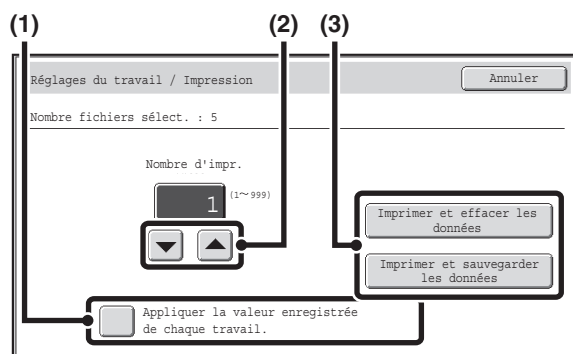 (1) (2) (3)
Réglages du travail / Impression Annuler
Nombre fichiers sélect. : 5
Nombre d'impr.
1 (1～999)
Imprimer et effacer les
données
Imprimer et sauvegarder
les données
Appliquer la valeur enregistrée
de chaque travail.